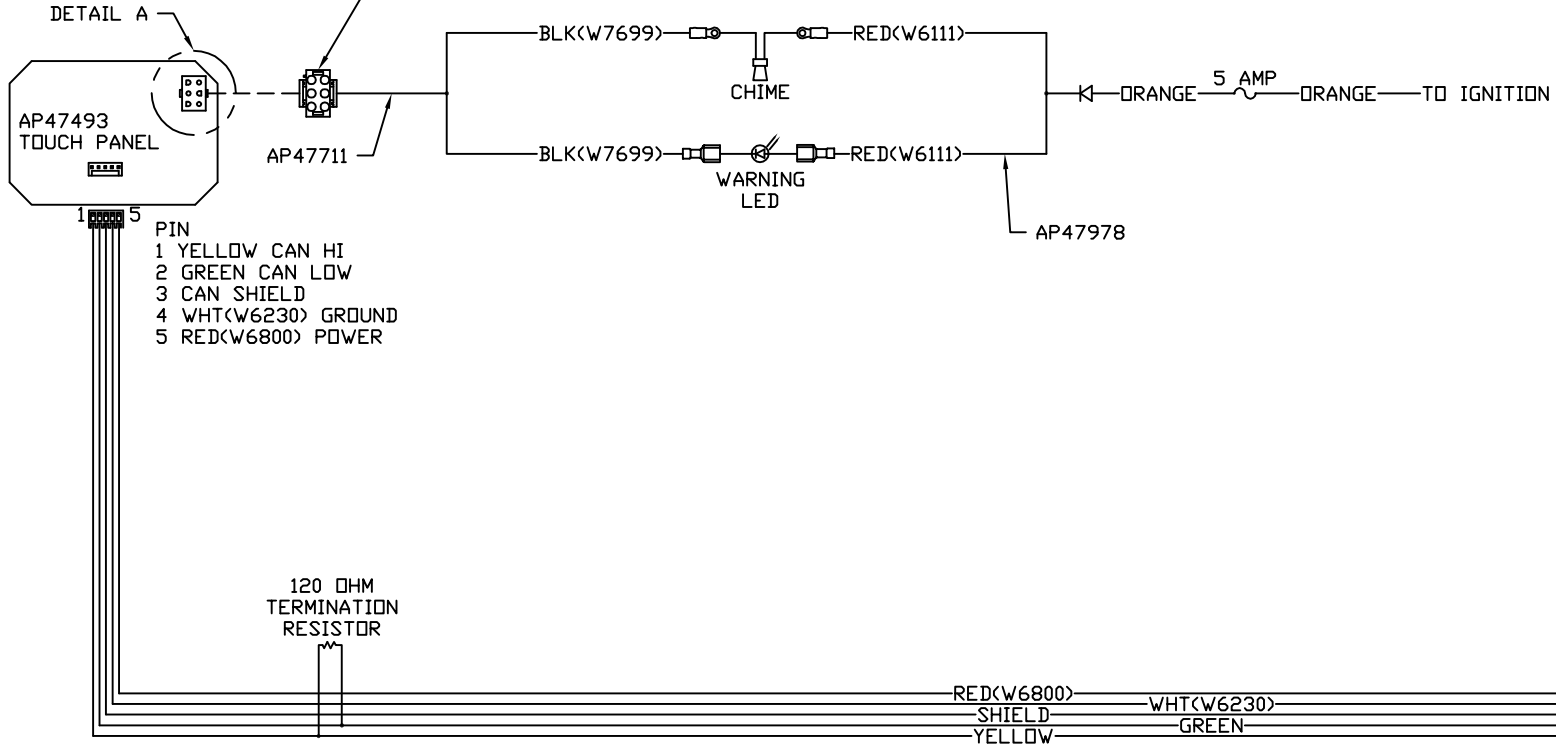 DETAIL A
BLK(W7699)
RED(W6111)
CHIME
5 AMP
ORANGE
ORANGE
TO IGNITION
AP47493
TOUCH PANEL
AP47711
BLK(W7699)
RED(W6111)
WARNING
LED
AP47978
1
5
PIN
1 YELLOW CAN HI
2 GREEN CAN LOW
3 CAN SHIELD
4 WHT(W6230) GROUND
5 RED(W6800) POWER
120 OHM
TERMINATION
RESISTOR
RED(W6800)
WHT(W6230)
SHIELD
GREEN
YELLOW